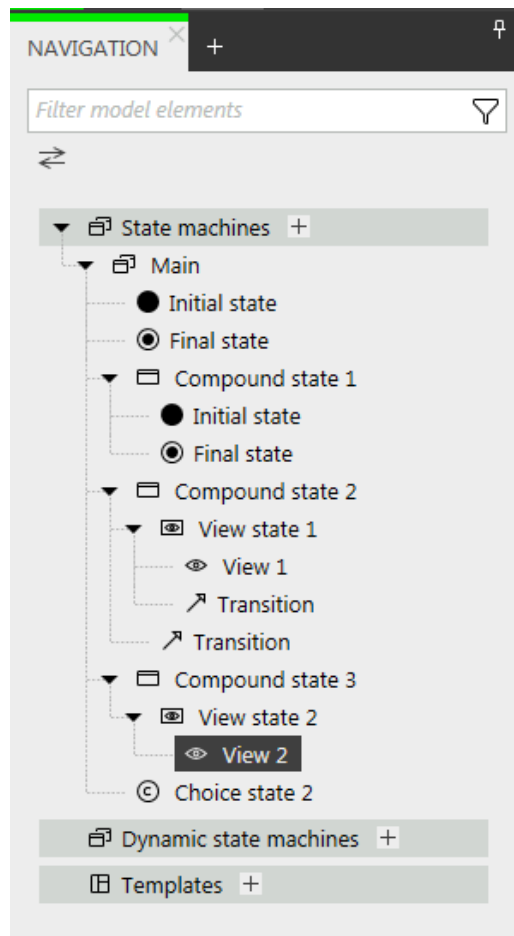 NAVIGATION
Filter model elements
State machines
Main
Initial state
Final state
Compound state 1
Initial state
Final state
Compound state 2
View state 1
View 1
Transition
Transition
Compound state 3
View state 2
View 2
Choice state 2
Dynamic state machines
Templates